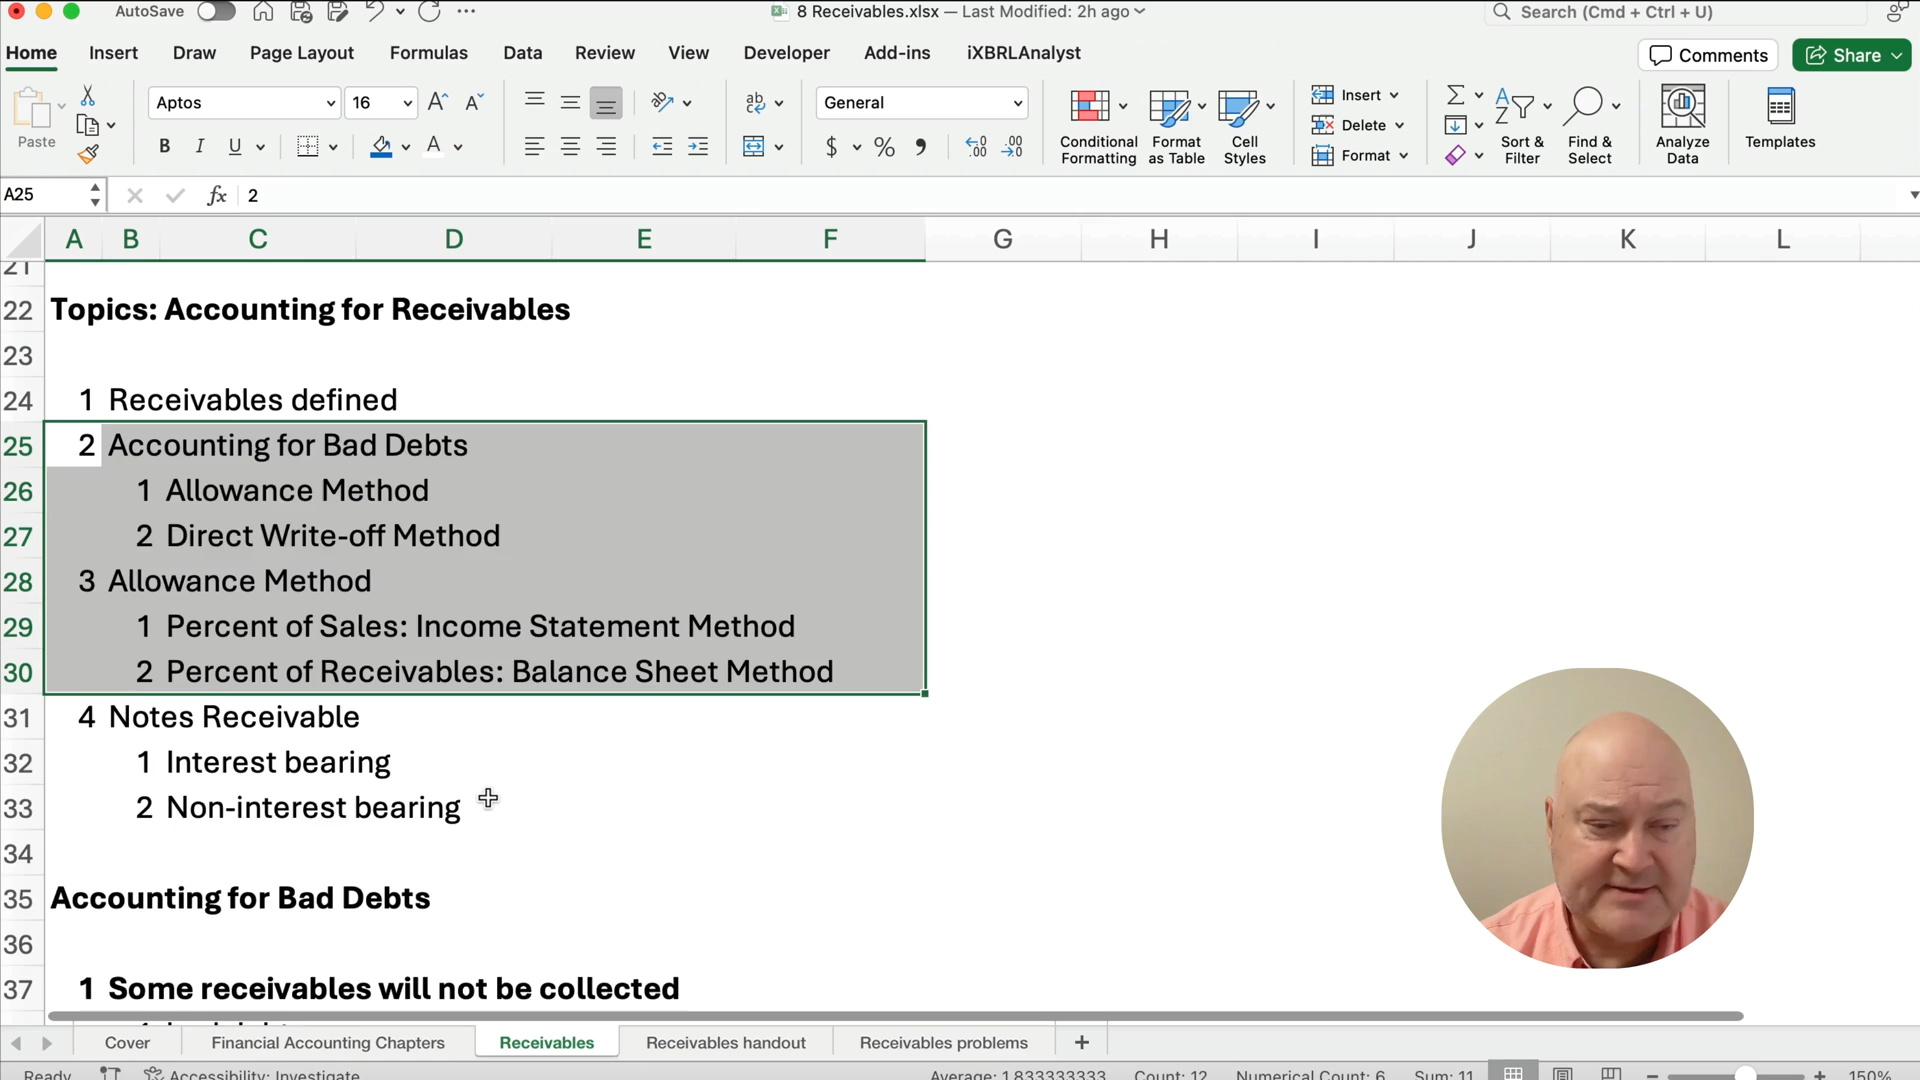 AutoSave
8 Receivables.xlsx — Last Modified: 2h ago
Search (Cmd + Ctrl + U)
Home Insert Draw Page Layout Formulas Data Review View Developer Add-ins iXBRLAnalyst
Comments Share
Paste
Aptos 16
General
Conditional Formatting
Format as Table
Cell Styles
Insert
Delete
Format
Sort & Filter
Find & Select
Analyze Data
Templates
A25 fx 2
A B C D E F G H I J K L
21
22 Topics: Accounting for Receivables
23
24 1 Receivables defined
25 2 Accounting for Bad Debts
26 1 Allowance Method
27 2 Direct Write-off Method
28 3 Allowance Method
29 1 Percent of Sales: Income Statement Method
30 2 Percent of Receivables: Balance Sheet Method
31 4 Notes Receivable
32 1 Interest bearing
33 2 Non-interest bearing
34
35 Accounting for Bad Debts
36
37 1 Some receivables will not be collected
Cover Financial Accounting Chapters Receivables Receivables handout Receivables problems +
Ready Accessibility: Investigate Average: 1.833333333 Count: 12 Numerical Count: 6 Sum: 11 150%